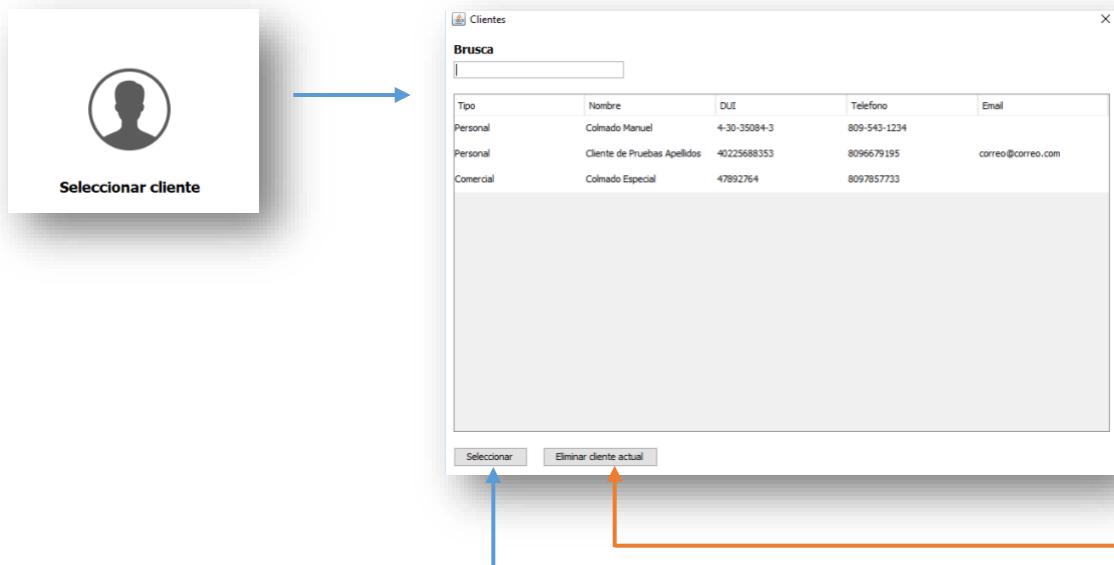 Seleccionar cliente
Clientes
Brusca
Tipo Nombre DUI Telefono Email
Personal Colmado Manuel 4-30-35084-3 809-543-1234
Personal Cliente de Pruebas Apellidos 40225688353 8096679195 correo@correo.com
Comercial Colmado Especial 47892764 8097857733
Seleccionar Eliminar cliente actual